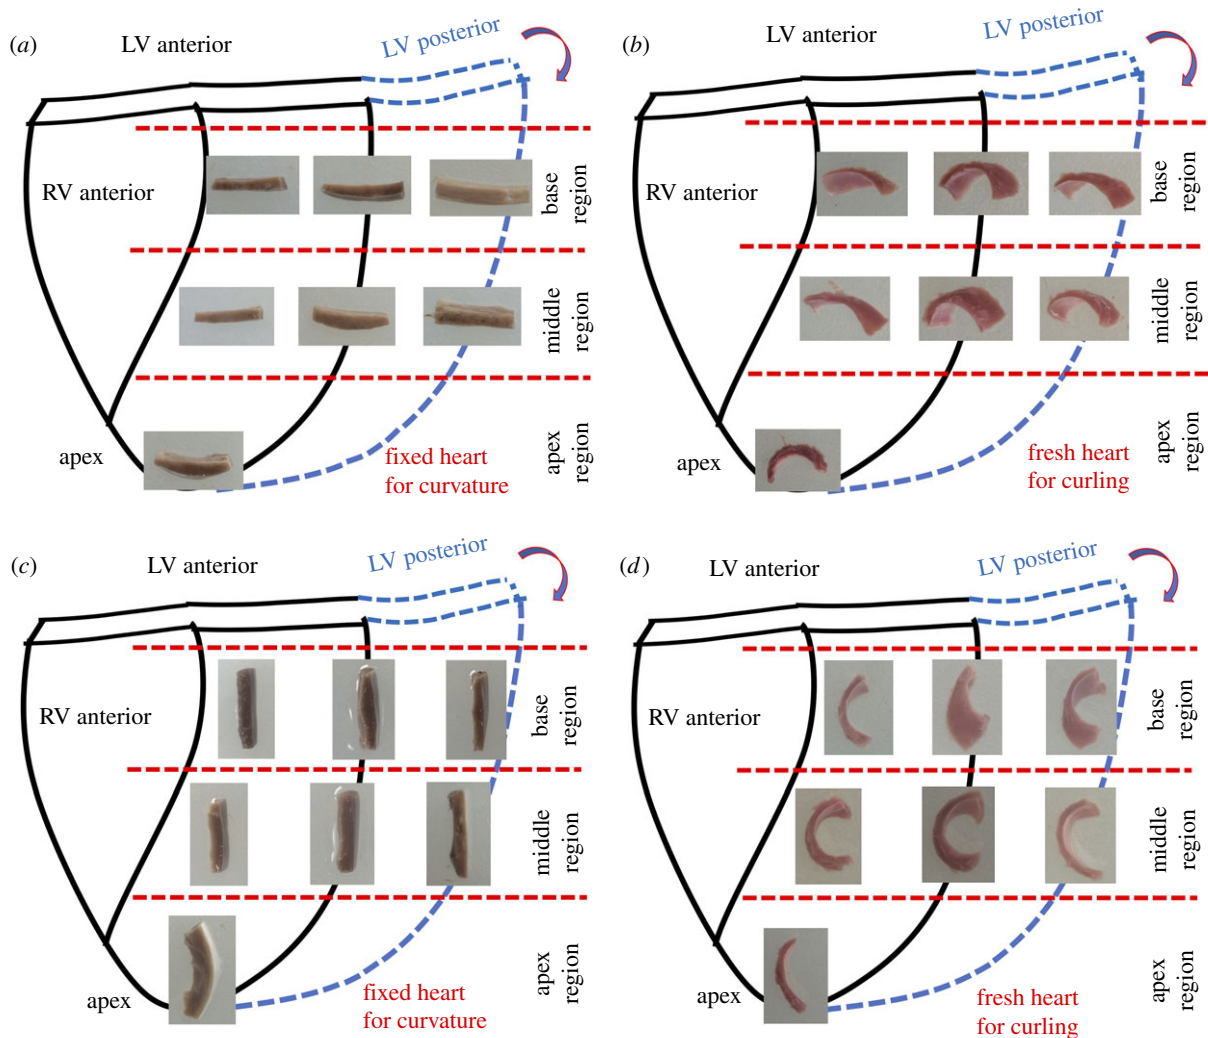 (a)
LV anterior
LV posterior
RV anterior
base
region
middle
region
apex
region
apex
fixed heart
for curvature
(b)
LV anterior
LV posterior
RV anterior
base
region
middle
region
apex
region
apex
fresh heart
for curling
(c)
LV anterior
LV posterior
RV anterior
base
region
middle
region
apex
region
apex
fixed heart
for curvature
(d)
LV anterior
LV posterior
RV anterior
base
region
middle
region
apex
region
apex
fresh heart
for curling